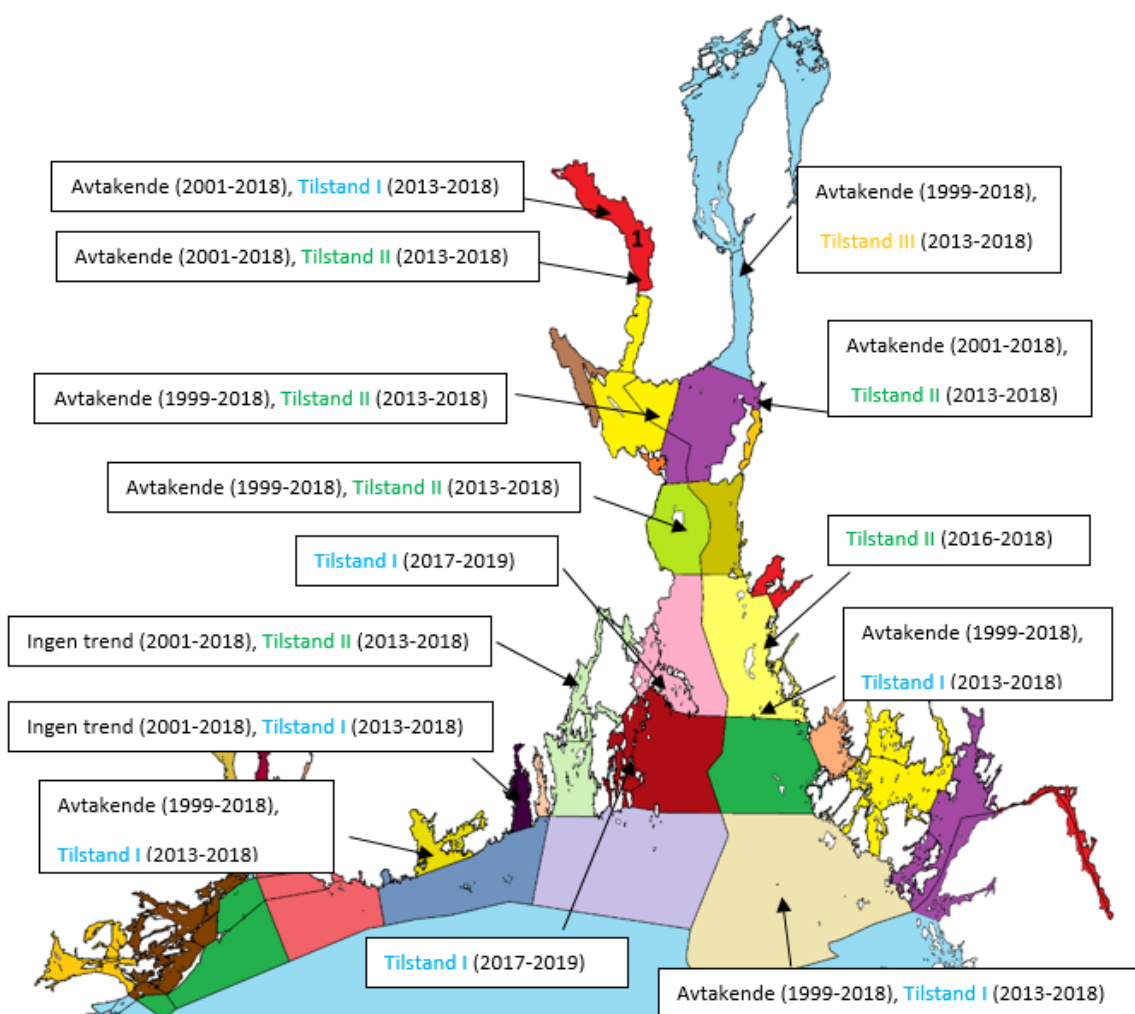 Avtakende (2001-2018), Tilstand I (2013-2018)
Avtakende (1999-2018),
Tilstand III (2013-2018)
1
Avtakende (2001-2018), Tilstand II (2013-2018)
Avtakende (2001-2018),
Tilstand II (2013-2018)
Avtakende (1999-2018), Tilstand II (2013-2018)
Avtakende (1999-2018), Tilstand II (2013-2018)
Tilstand II (2016-2018)
Tilstand I (2017-2019)
Avtakende (1999-2018),
Tilstand I (2013-2018)
Ingen trend (2001-2018), Tilstand II (2013-2018)
Ingen trend (2001-2018), Tilstand I (2013-2018)
Avtakende (1999-2018),
Tilstand I (2013-2018)
Tilstand I (2017-2019)
Avtakende (1999-2018), Tilstand I (2013-2018)